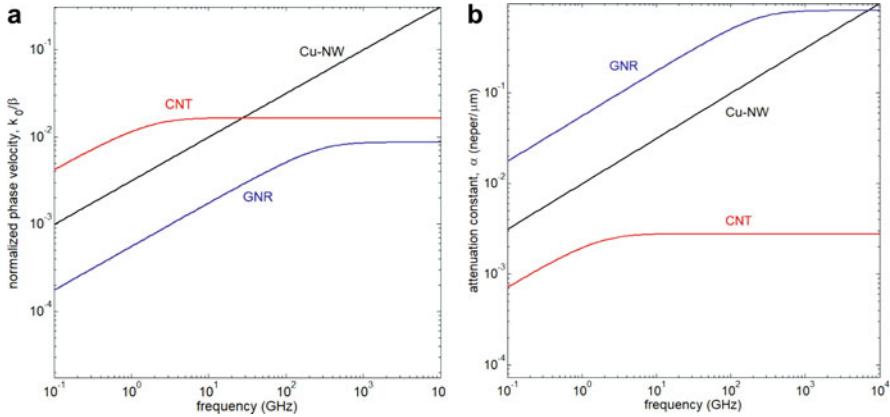 a
normalized phase velocity, k₀/β
10⁻¹
10⁻²
10⁻³
10⁻⁴
Cu-NW
CNT
GNR
10⁻¹ 10⁰ 10¹ 10² 10³ 10
frequency (GHz)
b
attenuation constant, α (neper/μm)
10⁻¹
10⁻²
10⁻³
10⁻⁴
GNR
Cu-NW
CNT
10⁻¹ 10⁰ 10¹ 10² 10³ 10⁴
frequency (GHz)